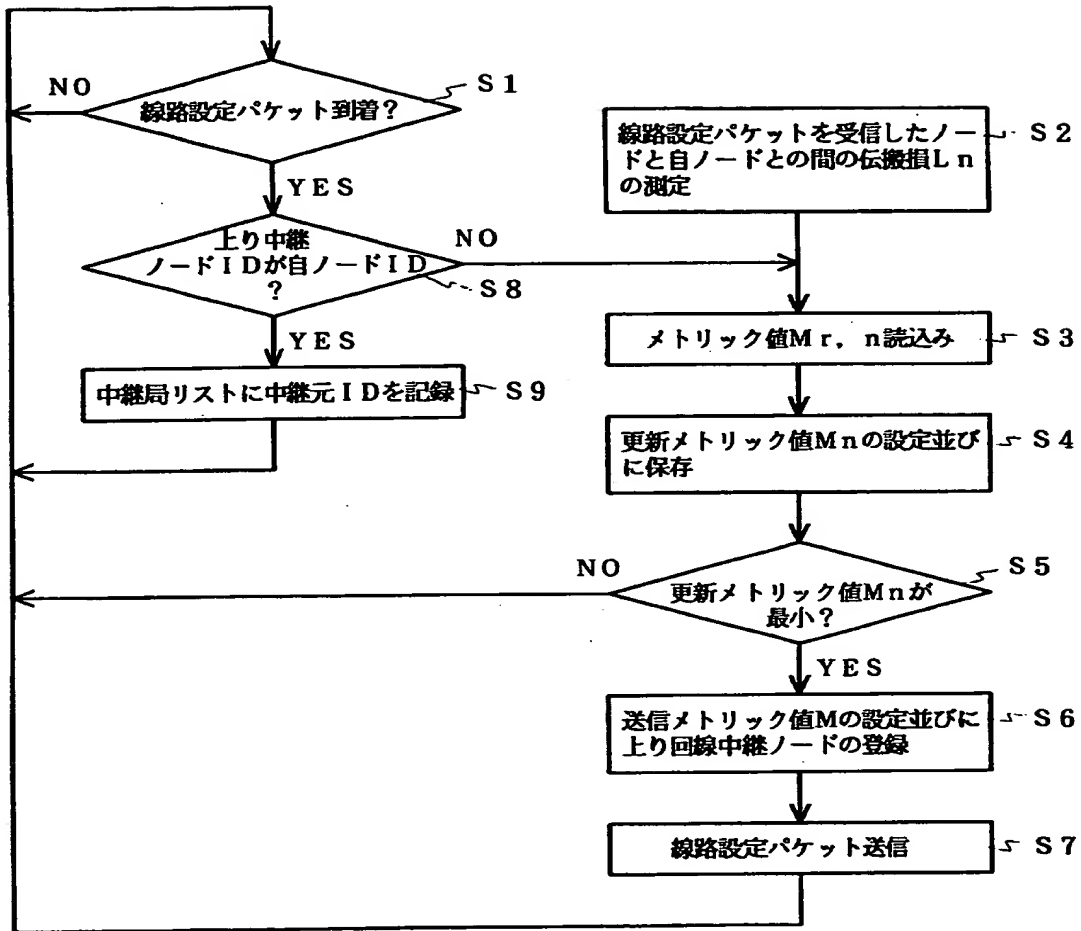 NO
線路設定パケット到着?
S1
YES
上り中継
ノードIDが自ノードID
?
NO
S8
YES
中継局リストに中継元IDを記録
S9
線路設定パケットを受信したノー
ドと自ノードとの間の伝搬損Ln
の測定
S2
メトリック値Mr,n読込み
S3
更新メトリック値Mnの設定並び
に保存
S4
NO
更新メトリック値Mnが
最小?
S5
YES
送信メトリック値Mの設定並びに
上り回線中継ノードの登録
S6
線路設定パケット送信
S7